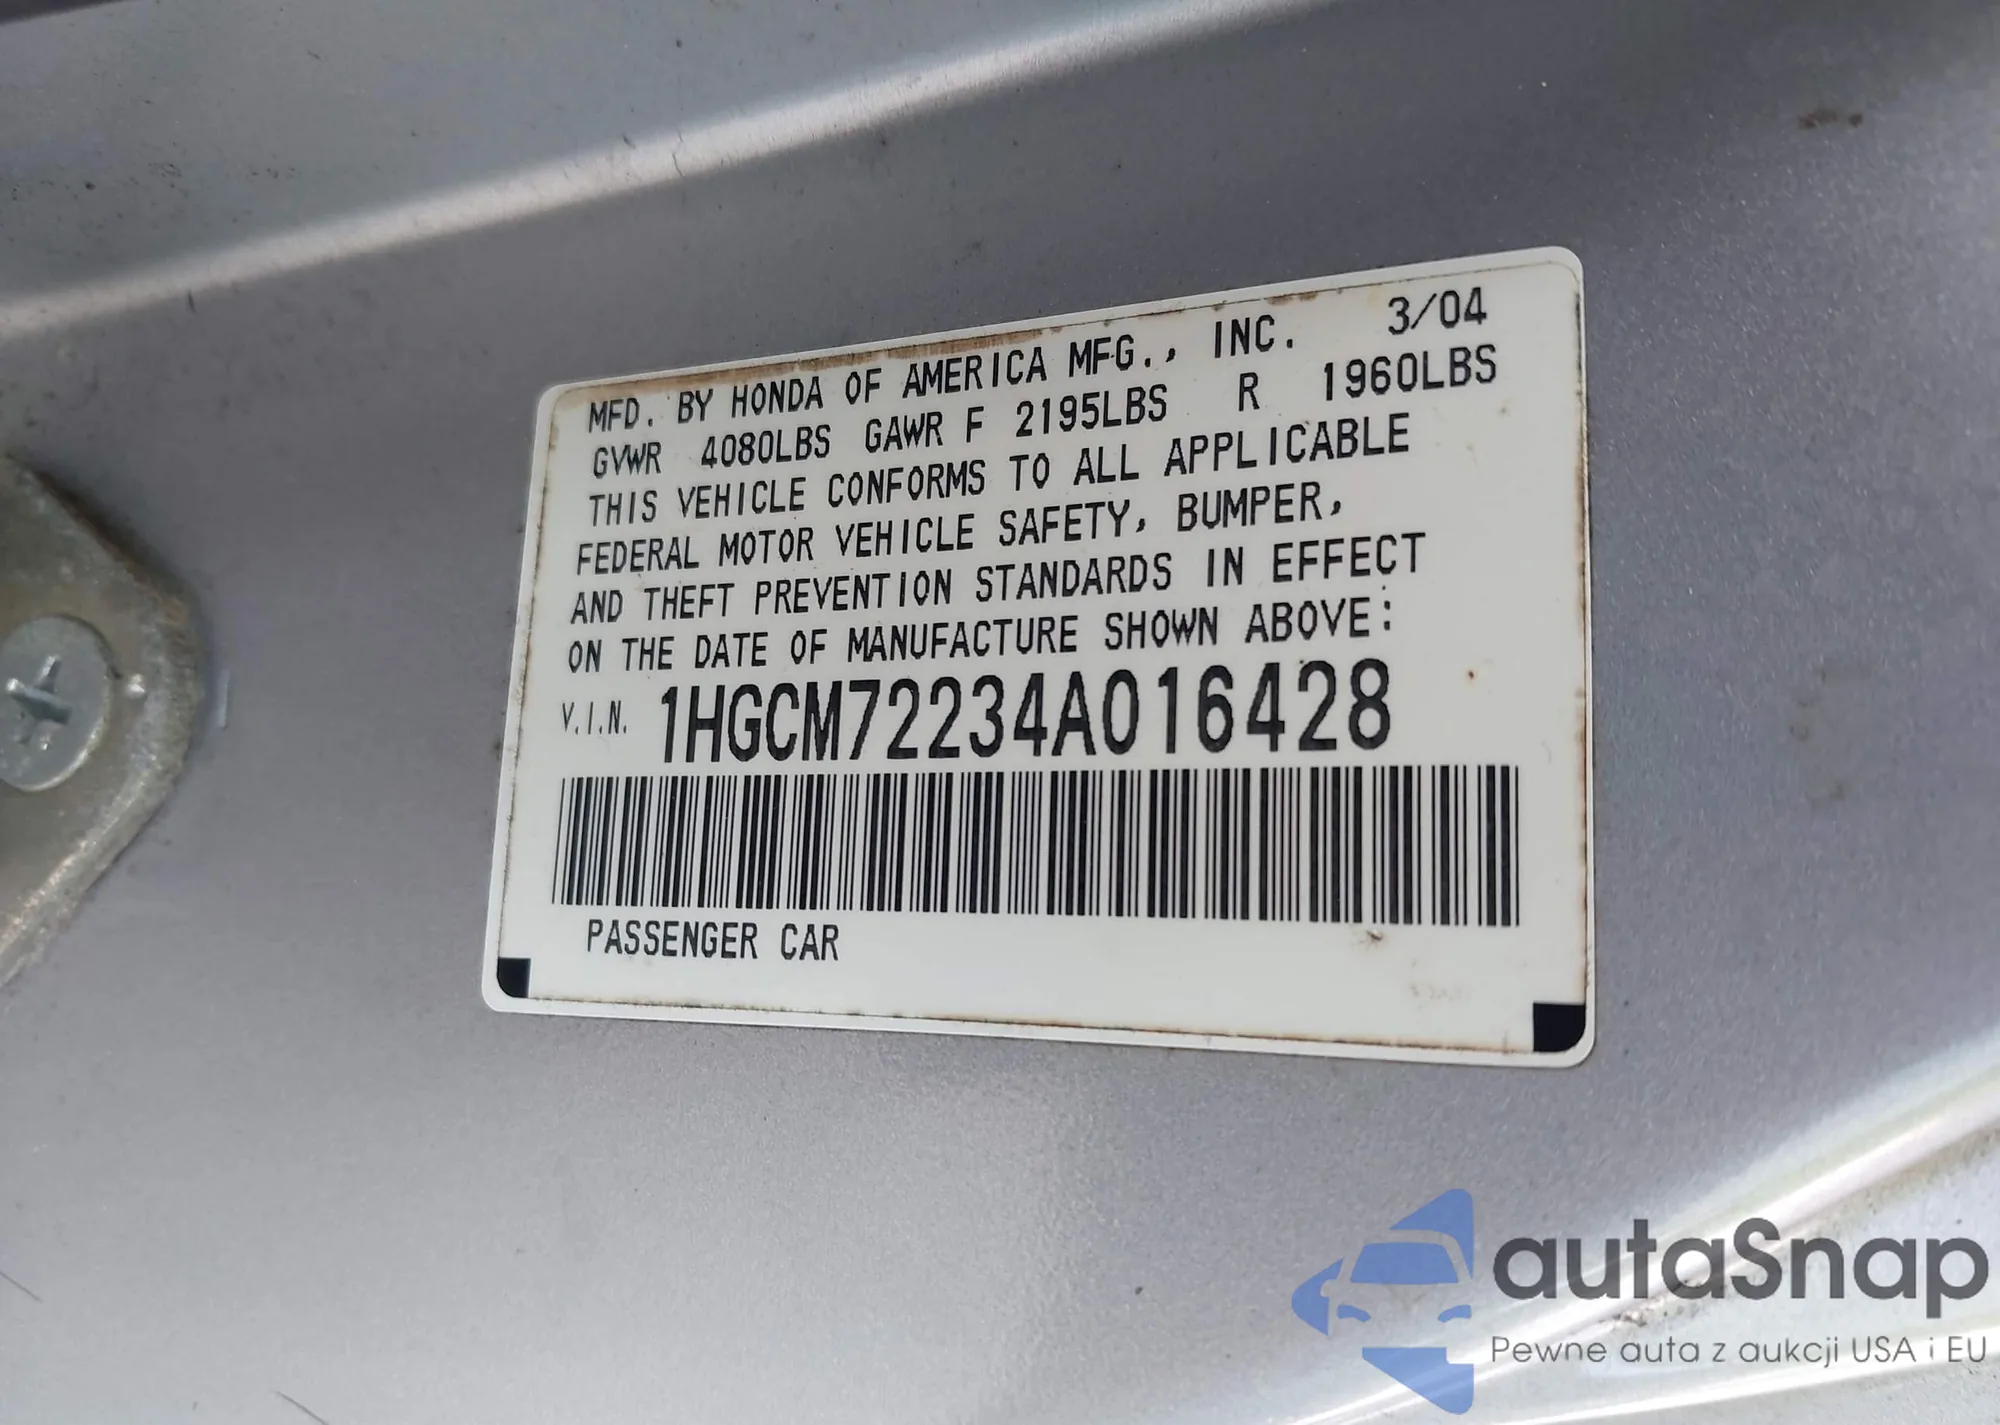 MFD. BY HONDA OF AMERICA MFG., INC. 3/04
GVWR 4080LBS GAWR F 2195LBS R 1960LBS
THIS VEHICLE CONFORMS TO ALL APPLICABLE
FEDERAL MOTOR VEHICLE SAFETY, BUMPER,
AND THEFT PREVENTION STANDARDS IN EFFECT
ON THE DATE OF MANUFACTURE SHOWN ABOVE:
V.I.N. 1HGCM72234A016428
PASSENGER CAR
autaSnap
Pewne auta z aukcji USA i EU